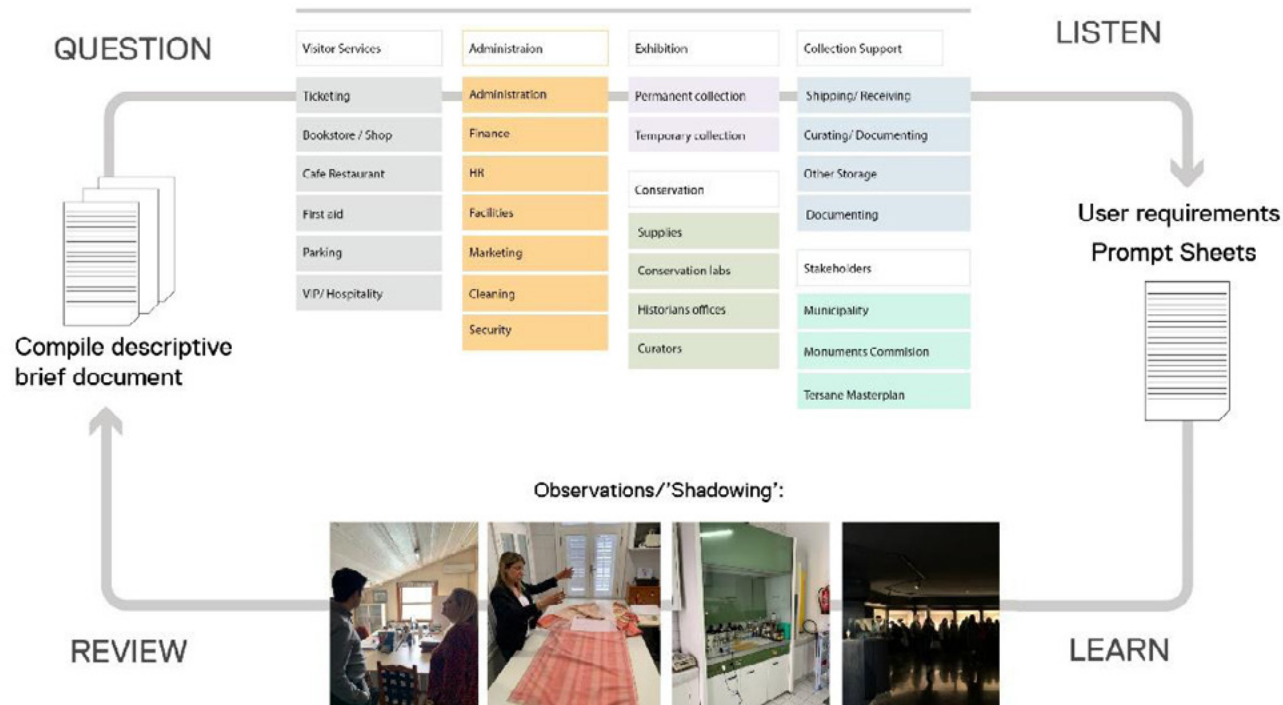 QUESTION
LISTEN
Visitor Services
Ticketing
Bookstore / Shop
Cafe Restaurant
First aid
Parking
VIP/ Hospitality
Administraion
Administration
Finance
HR
Facilities
Marketing
Cleaning
Security
Exhibition
Permanent collection
Temporary collection
Conservation
Supplies
Conservation labs
Historians offices
Curators
Collection Support
Shipping/ Receiving
Curating/ Documenting
Other Storage
Documenting
Stakeholders
Municipality
Monuments Commision
Tersane Masterplan
User requirements
Prompt Sheets
Compile descriptive
brief document
Observations/'Shadowing':
REVIEW
LEARN